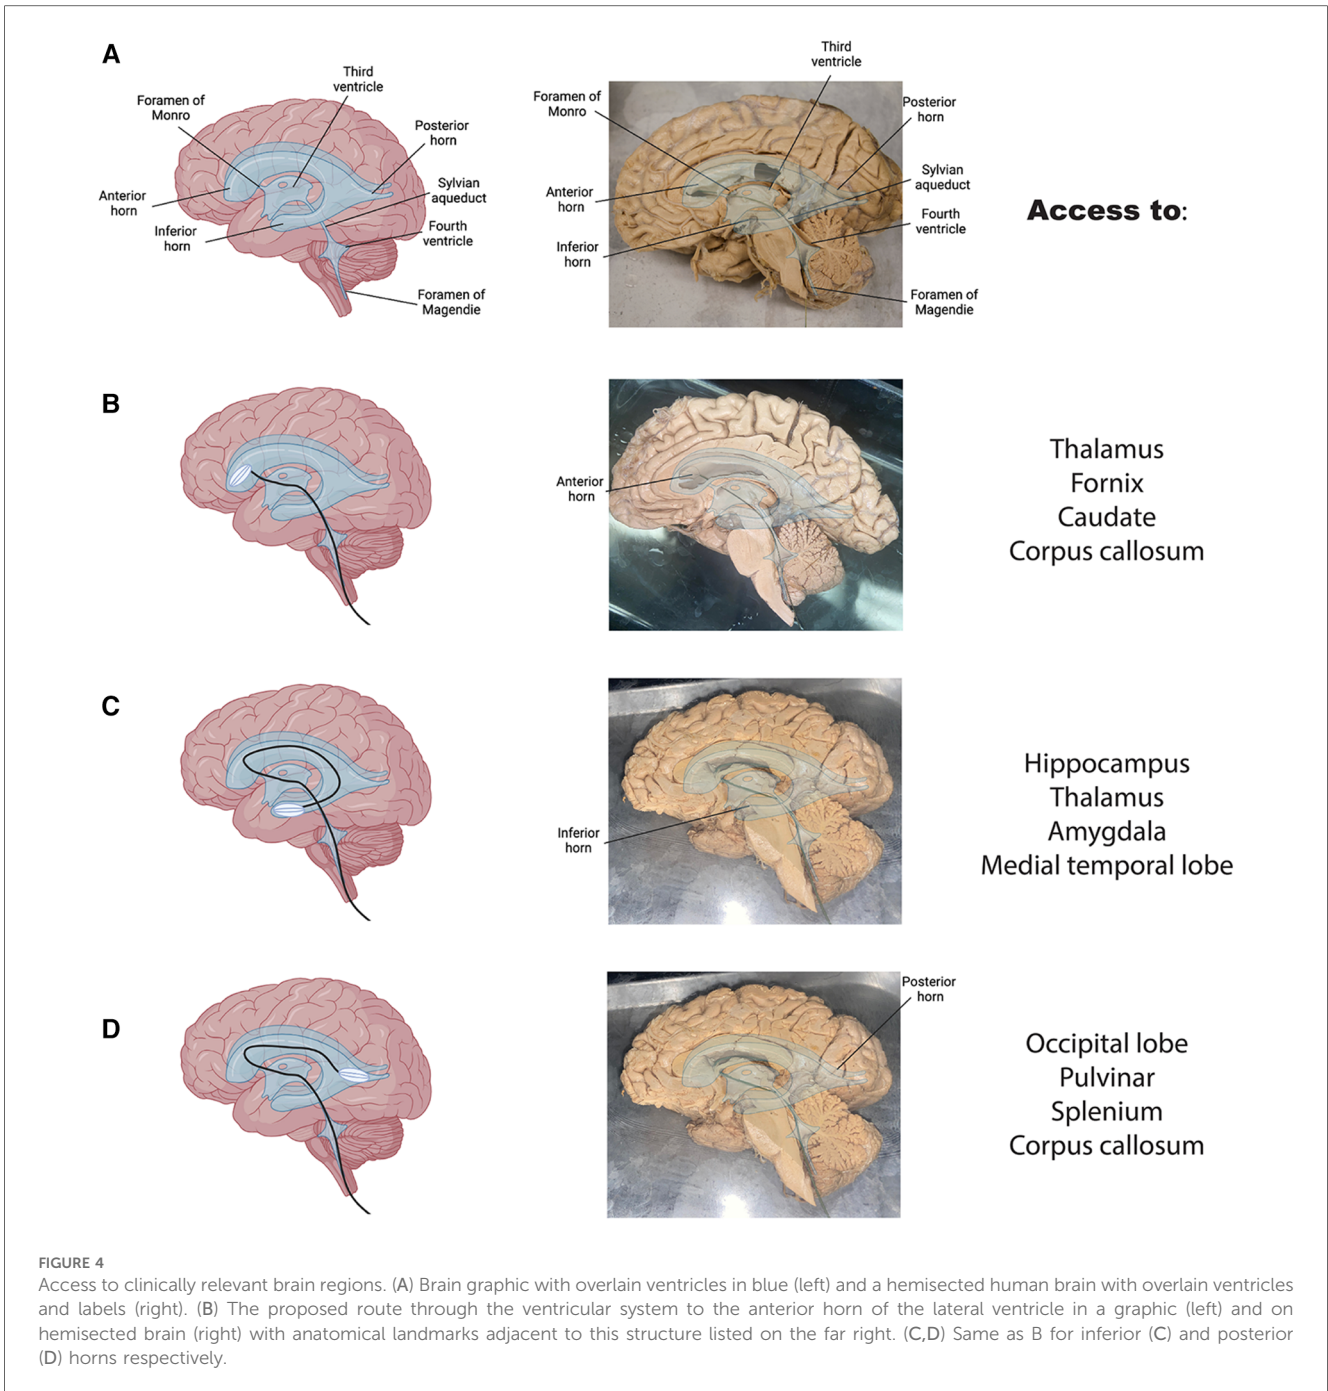 A
Third
ventricle
Foramen of
Monro
Posterior
horn
Anterior
horn
Sylvian
aqueduct
Inferior
horn
Fourth
ventricle
Foramen of
Magendie
Third
ventricle
Foramen of
Monro
Posterior
horn
Anterior
horn
Sylvian
aqueduct
Fourth
ventricle
Inferior
horn
Foramen of
Magendie
Access to:
B
Anterior
horn
Thalamus
Fornix
Caudate
Corpus callosum
C
Inferior
horn
Hippocampus
Thalamus
Amygdala
Medial temporal lobe
D
Posterior
horn
Occipital lobe
Pulvinar
Splenium
Corpus callosum
FIGURE 4
Access to clinically relevant brain regions. (A) Brain graphic with overlain ventricles in blue (left) and a hemisected human brain with overlain ventricles
and labels (right). (B) The proposed route through the ventricular system to the anterior horn of the lateral ventricle in a graphic (left) and on
hemisected brain (right) with anatomical landmarks adjacent to this structure listed on the far right. (C,D) Same as B for inferior (C) and posterior
(D) horns respectively.